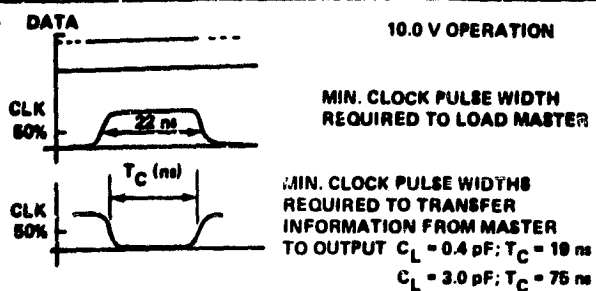 DATA
10.0 V OPERATION
CLK
50%
22 ns
MIN. CLOCK PULSE WIDTH
REQUIRED TO LOAD MASTER
T_C (ns)
CLK
50%
MIN. CLOCK PULSE WIDTHS
REQUIRED TO TRANSFER
INFORMATION FROM MASTER
TO OUTPUT C_L = 0.4 pF; T_C = 19 ns
C_L = 3.0 pF; T_C = 75 ns